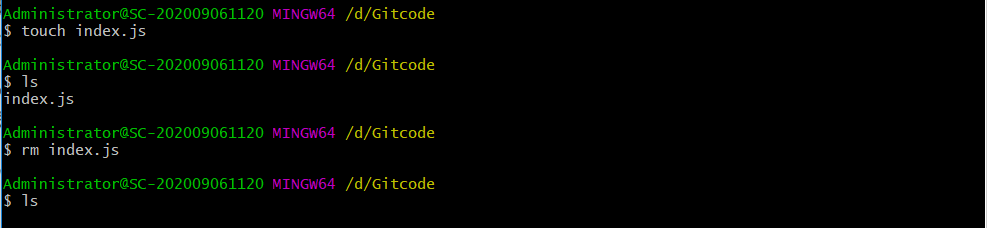 Administrator@SC-202009061120 MINGW64 /d/Gitcode
$ touch index.js
Administrator@SC-202009061120 MINGW64 /d/Gitcode
$ ls
index.js
Administrator@SC-202009061120 MINGW64 /d/Gitcode
$ rm index.js
Administrator@SC-202009061120 MINGW64 /d/Gitcode
$ ls